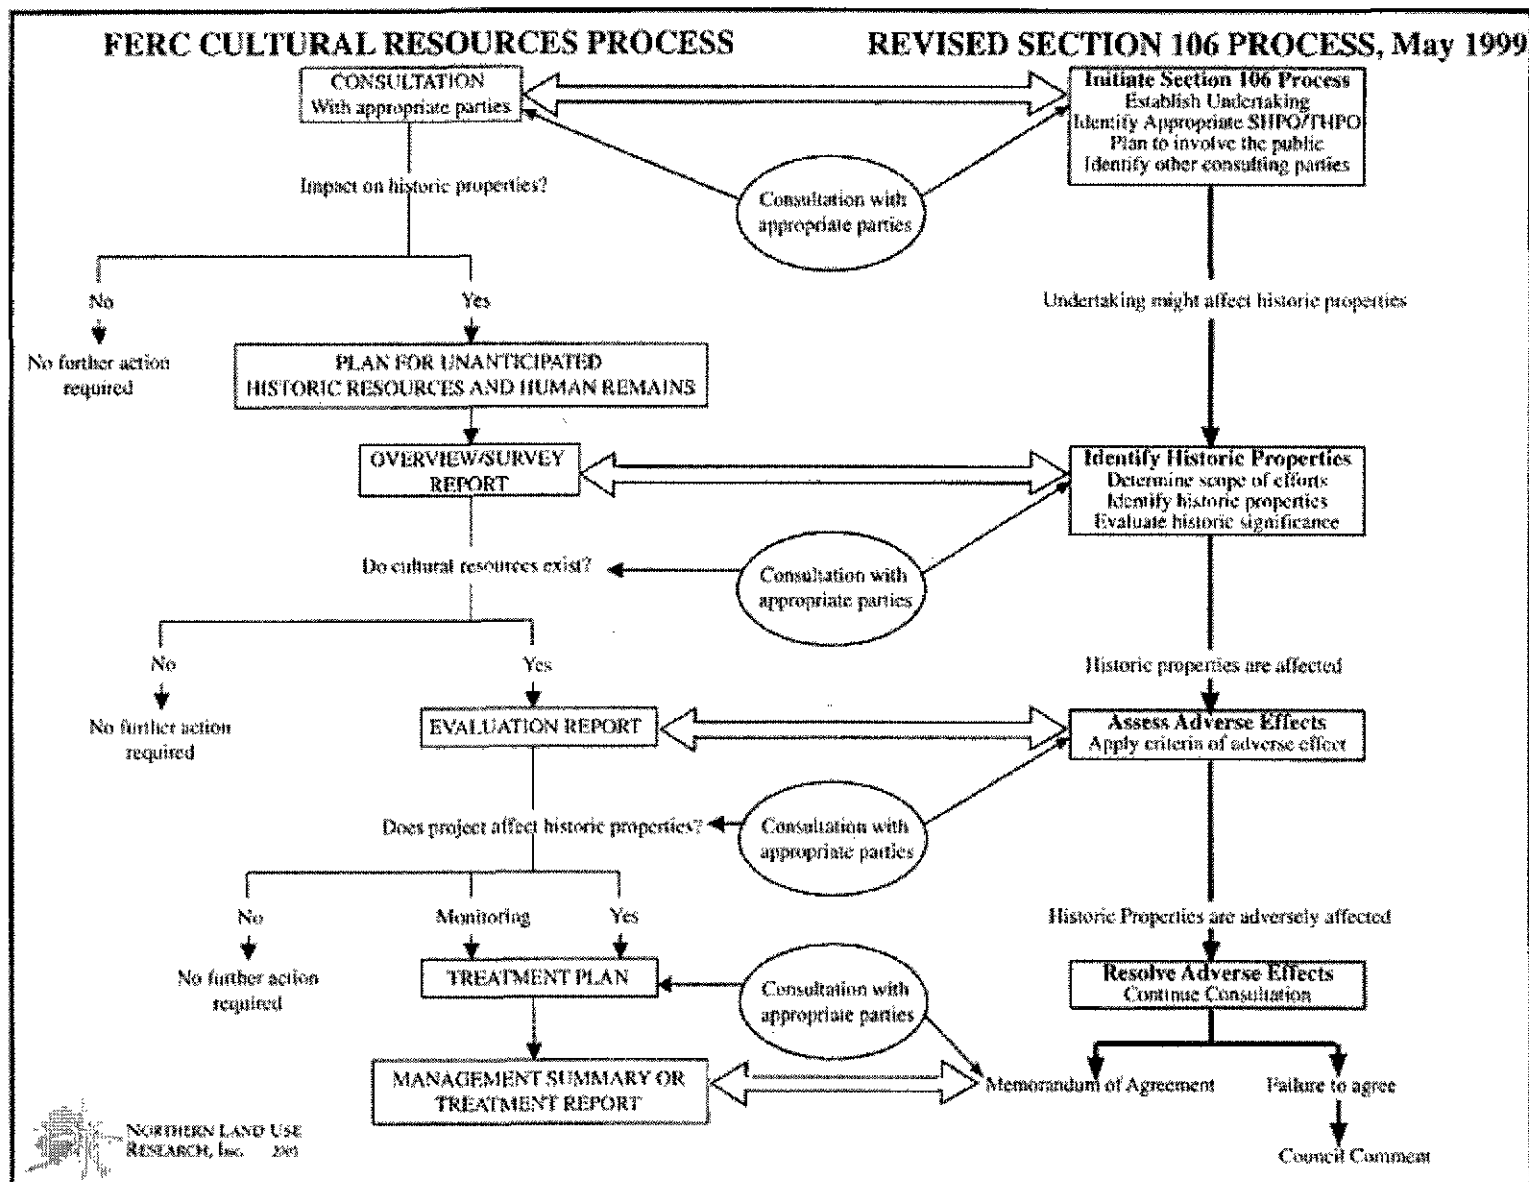 FERC CULTURAL RESOURCES PROCESS
REVISED SECTION 106 PROCESS, May 1999
CONSULTATION
With appropriate parties
Initiate Section 106 Process
Establish Undertaking
Identify Appropriate SHPO/THPO
Plan to involve the public
Identify other consulting parties
Consultation with
appropriate parties
Impact on historic properties?
No
Yes
Undertaking might affect historic properties
No further action
required
PLAN FOR UNANTICIPATED
HISTORIC RESOURCES AND HUMAN REMAINS
OVERVIEW/SURVEY
REPORT
Identify Historic Properties
Determine scope of efforts
Identify historic properties
Evaluate historic significance
Do cultural resources exist?
Consultation with
appropriate parties
No
Yes
Historic properties are affected
No further action
required
EVALUATION REPORT
Assess Adverse Effects
Apply criteria of adverse effect
Does project affect historic properties?
Consultation with
appropriate parties
No
Monitoring
Yes
Historic Properties are adversely affected
No further action
required
TREATMENT PLAN
Consultation with
appropriate parties
Resolve Adverse Effects
Continue Consultation
MANAGEMENT SUMMARY OR
TREATMENT REPORT
Memorandum of Agreement
Failure to agree
Council Comment
NORTHERN LAND USE
RESEARCH, Inc.